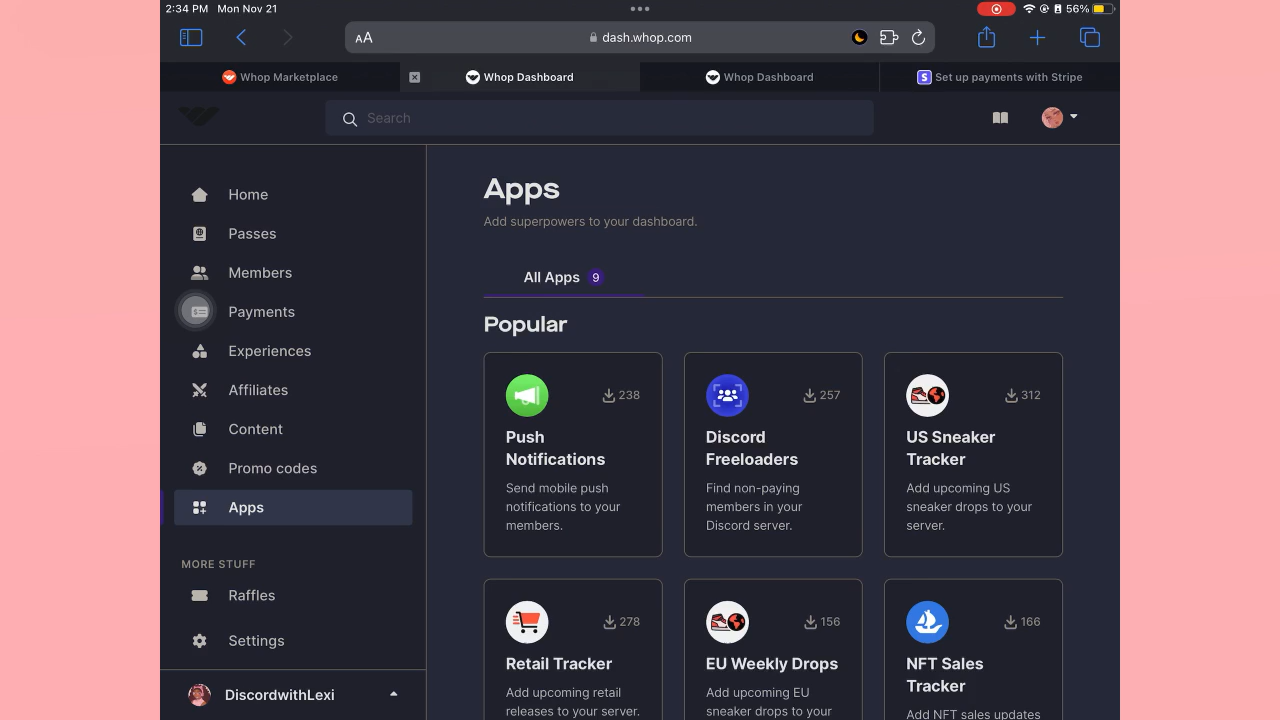 2:34 PM Mon Nov 21
56%
AA
dash.whop.com
Whop Marketplace
Whop Dashboard
Whop Dashboard
S Set up payments with Stripe
Search
Home
Passes
Members
Payments
Experiences
Affiliates
Content
Promo codes
Apps
MORE STUFF
Raffles
Settings
DiscordwithLexi
Apps
Add superpowers to your dashboard.
All Apps 9
Popular
238
Push
Notifications
Send mobile push
notifications to your
members.
257
Discord
Freeloaders
Find non-paying
members in your
Discord server.
312
US Sneaker
Tracker
Add upcoming US
sneaker drops to your
server.
278
Retail Tracker
Add upcoming retail
releases to your server.
156
EU Weekly Drops
Add upcoming EU
sneaker drops to your
166
NFT Sales
Tracker
Add NFT sales updates